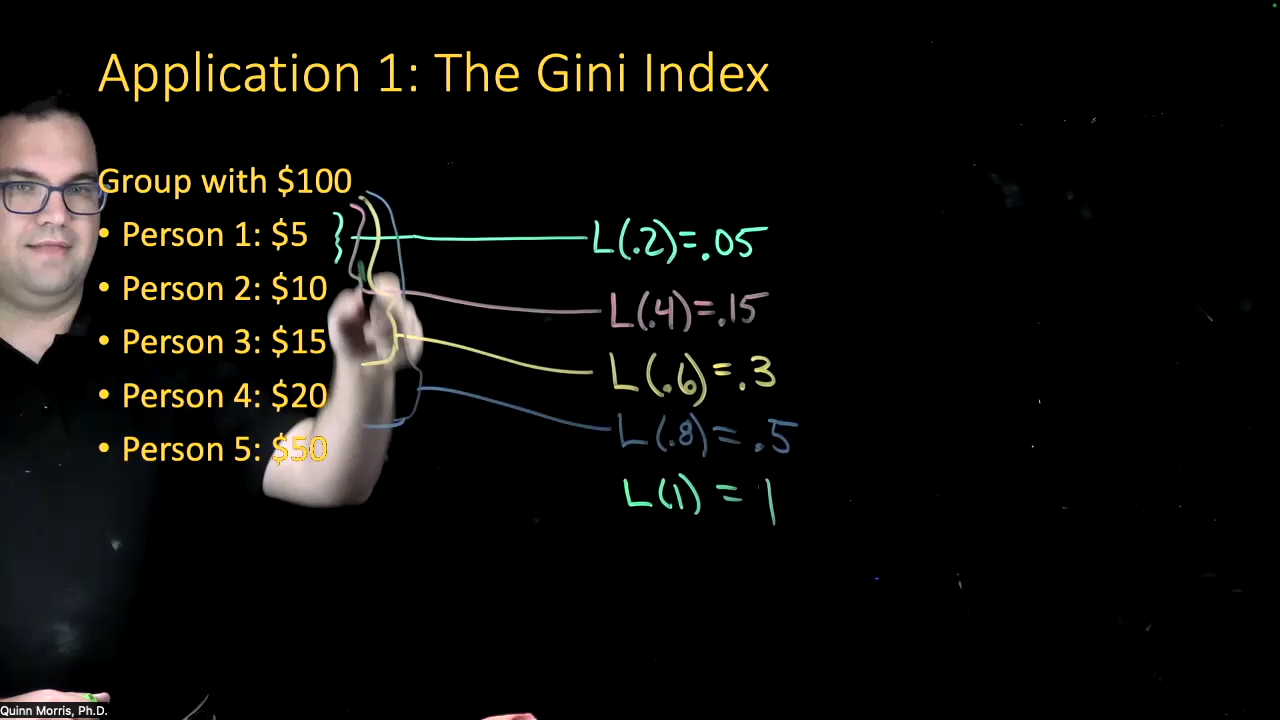 Application 1: The Gini Index
Group with $100
• Person 1: $5
L(.2)=.05
• Person 2: $10
L(.4)=.15
• Person 3: $15
L(.6)=.3
• Person 4: $20
L(.8)=.5
• Person 5: $50
L(1)=1
Quinn Morris, Ph.D.